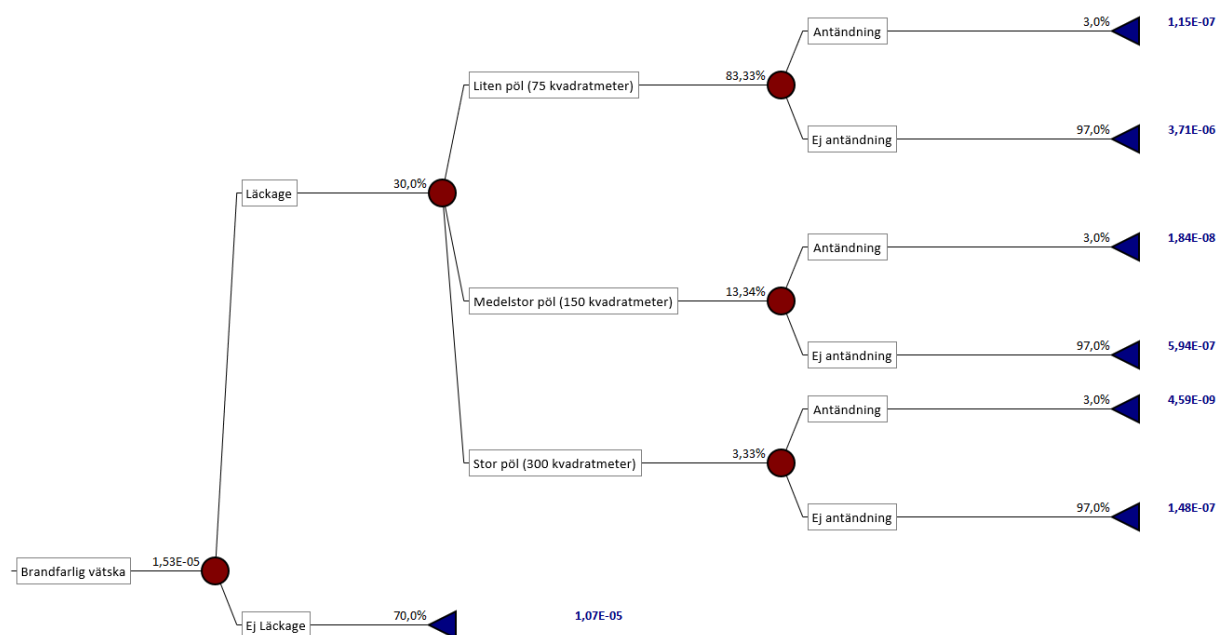 Antändning 3,0% 1,15E-07
Liten pöl (75 kvadratmeter) 83,33%
Ej antändning 97,0% 3,71E-06
Läckage 30,0%
Antändning 3,0% 1,84E-08
Medelstor pöl (150 kvadratmeter) 13,34%
Ej antändning 97,0% 5,94E-07
Antändning 3,0% 4,59E-09
Stor pöl (300 kvadratmeter) 3,33%
Ej antändning 97,0% 1,48E-07
Brandfarlig vätska 1,53E-05
Ej Läckage 70,0% 1,07E-05